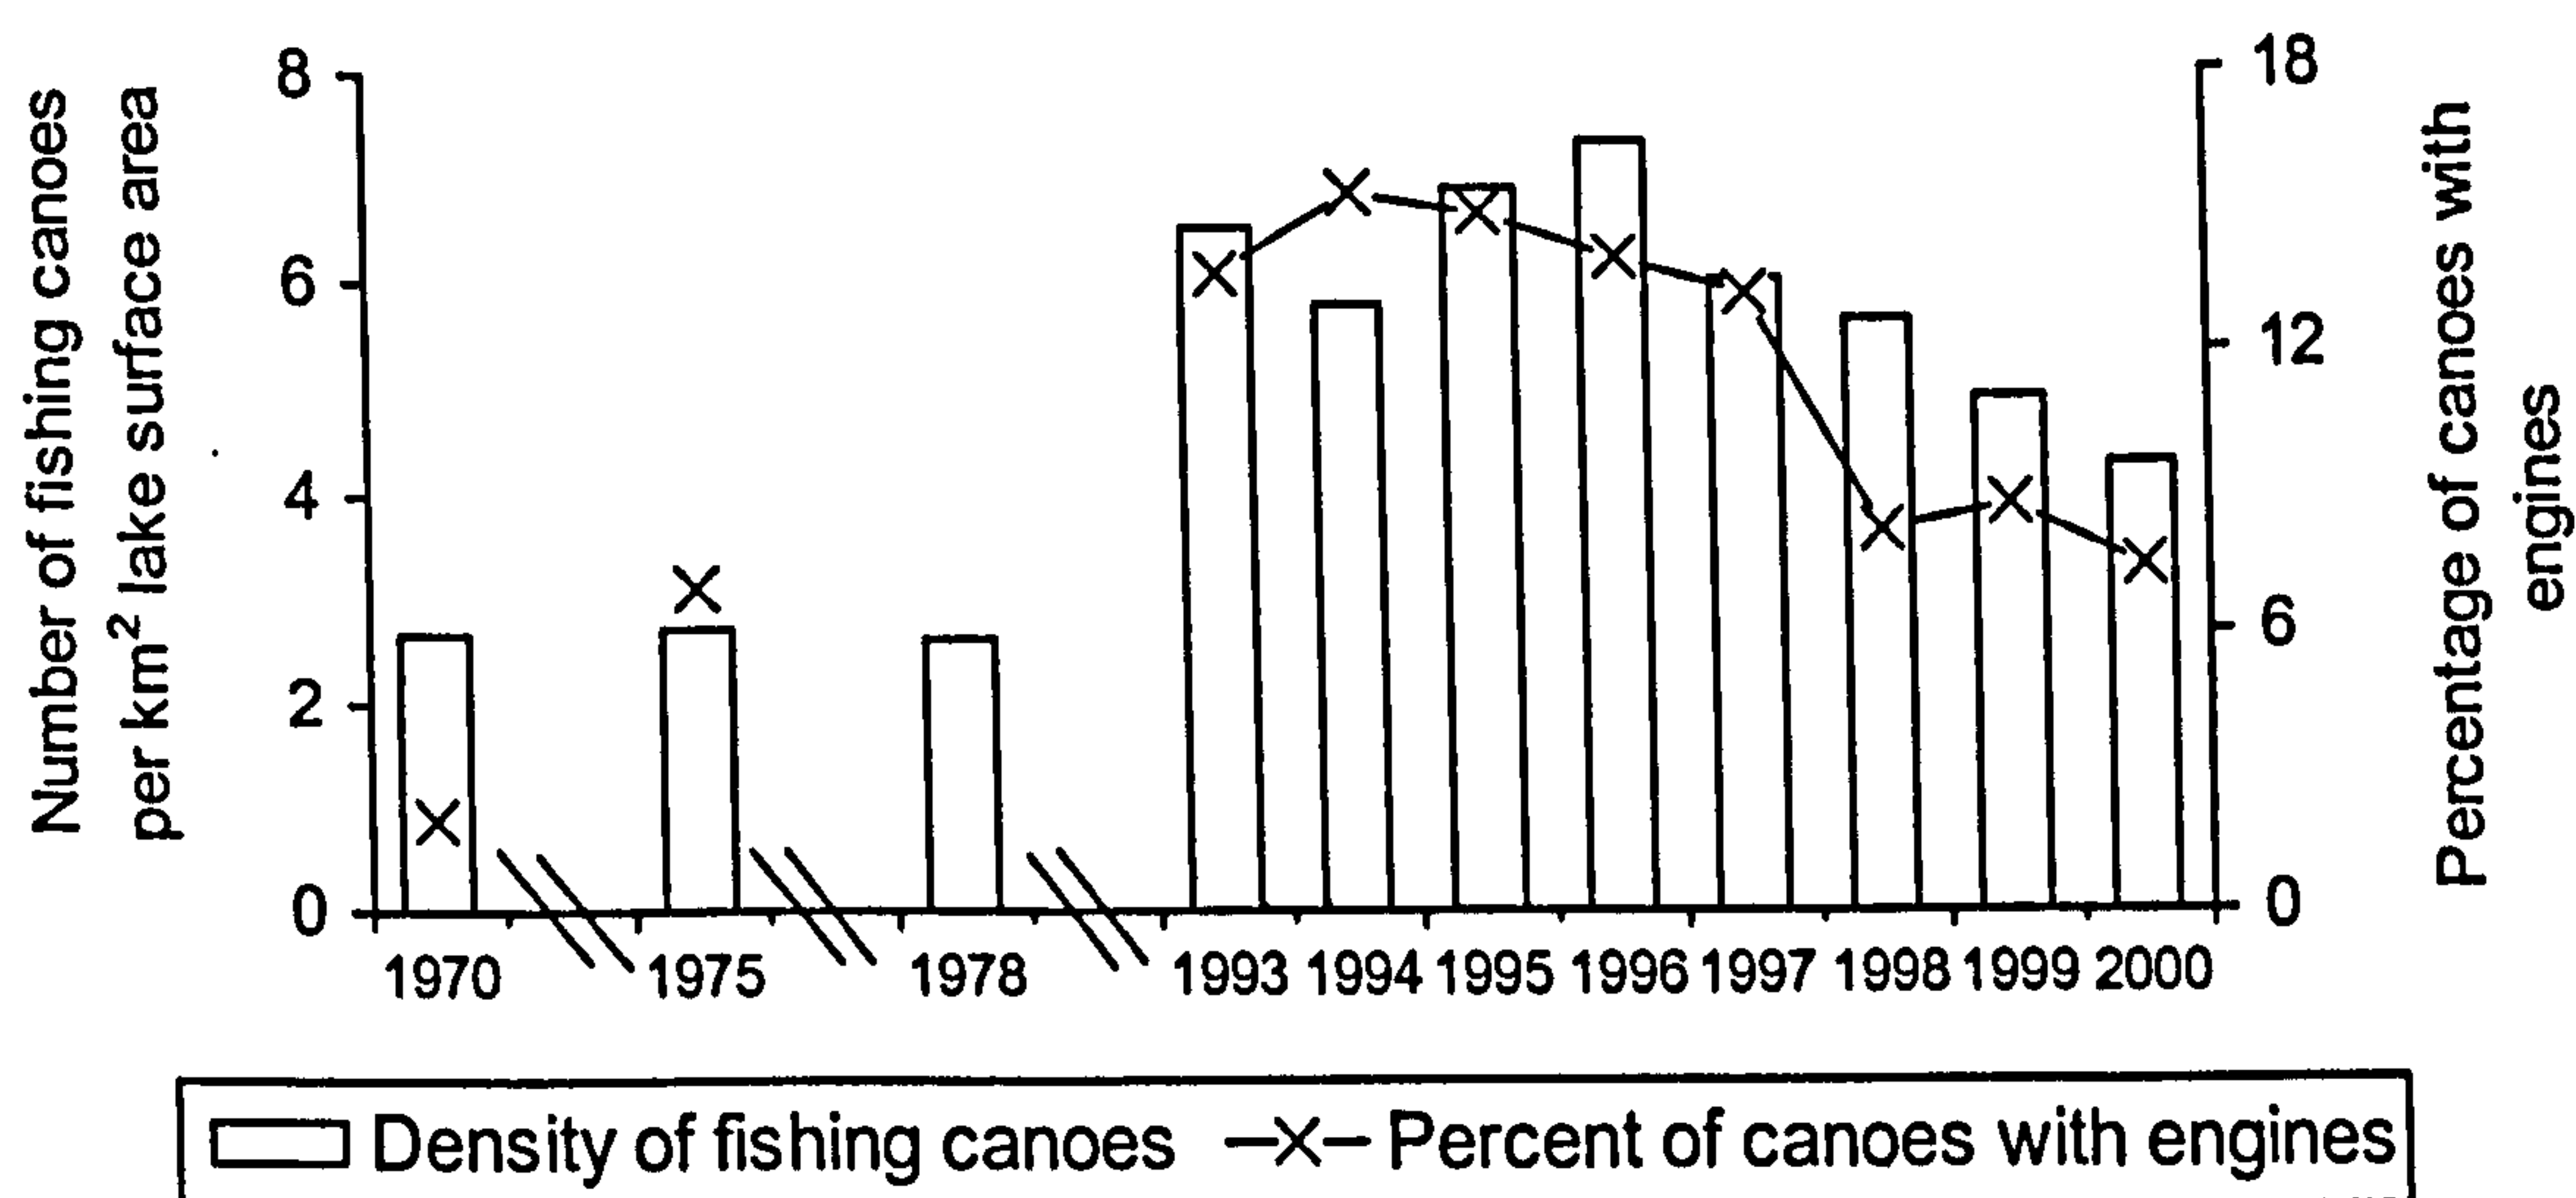 Number of fishing canoes
per km² lake surface area
8
6
4
2
0
18
12
6
0
Percentage of canoes with
engines
1970 1975 1978 1993 1994 1995 1996 1997 1998 1999 2000
Density of fishing canoes Percent of canoes with engines